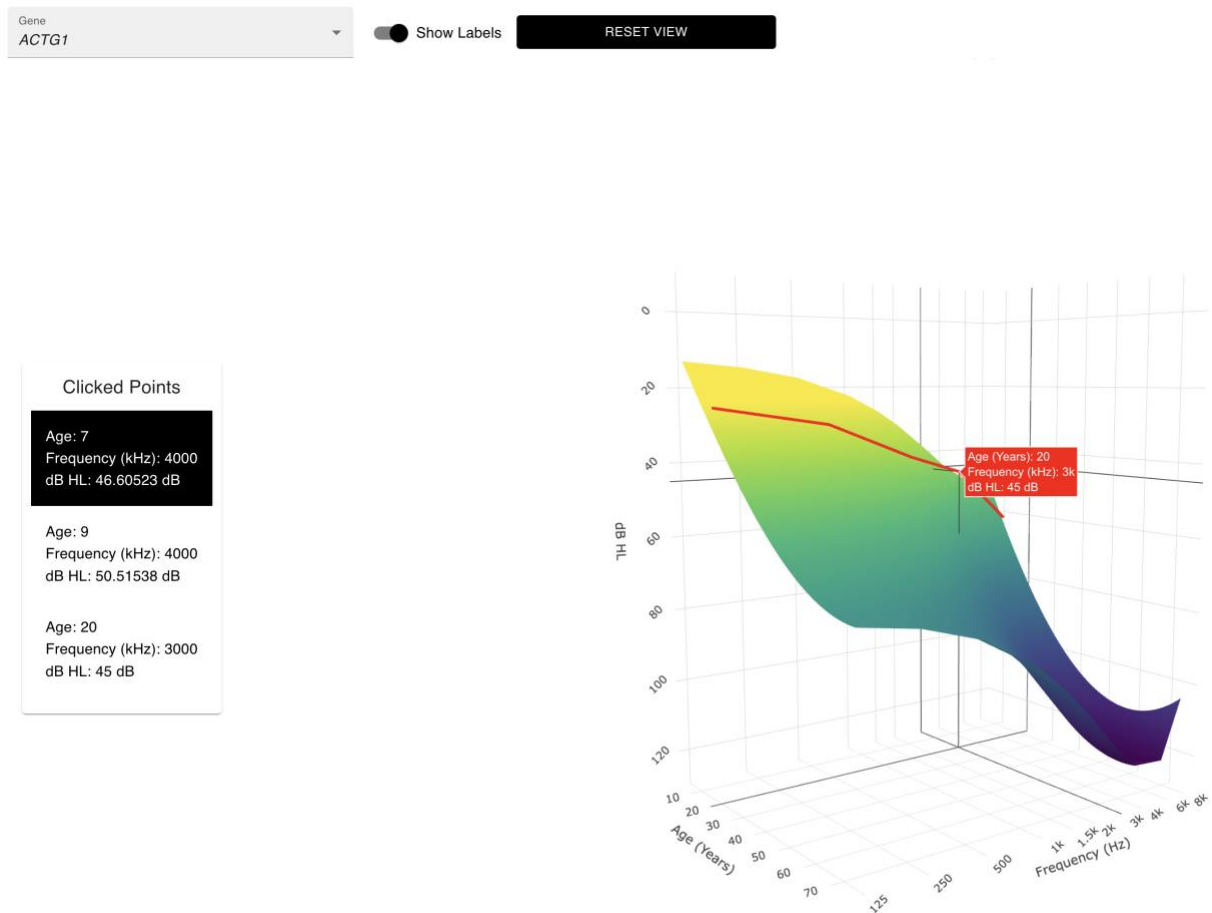 Gene
ACTG1
Show Labels
RESET VIEW
Clicked Points
Age: 7
Frequency (kHz): 4000
dB HL: 46.60523 dB
Age: 9
Frequency (kHz): 4000
dB HL: 50.51538 dB
Age: 20
Frequency (kHz): 3000
dB HL: 45 dB
0
20
40
60
80
100
120
dB HL
Age (Years): 20
Frequency (kHz): 3k
dB HL: 45 dB
10
20
30
40
50
60
70
Age (Years)
125
250
500
1k
1.5k
2k
3k
4k
6k
8k
Frequency (Hz)